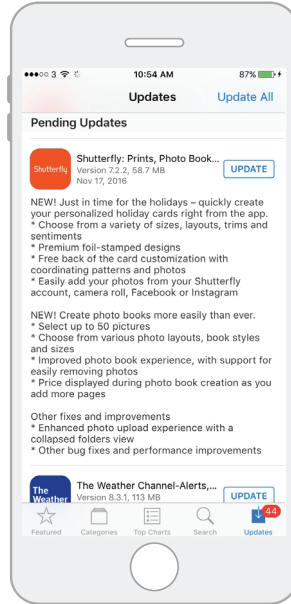 3 10:54 AM 87%
Updates Update All
Pending Updates
Shutterfly
Shutterfly: Prints, Photo Book...
Version 7.2.2, 58.7 MB
Nov 17, 2016
UPDATE
NEW! Just in time for the holidays – quickly create
your personalized holiday cards right from the app.
* Choose from a variety of sizes, layouts, trims and
sentiments
* Premium foil-stamped designs
* Free back of the card customization with
coordinating patterns and photos
* Easily add your photos from your Shutterfly
account, camera roll, Facebook or Instagram
NEW! Create photo books more easily than ever.
* Select up to 50 pictures
* Choose from various photo layouts, book styles
and sizes
* Improved photo book experience, with support for
easily removing photos
* Price displayed during photo book creation as you
add more pages
Other fixes and improvements
* Enhanced photo upload experience with a
collapsed folders view
* Other bug fixes and performance improvements
The
Weather
The Weather Channel-Alerts,...
Version 8.3.1, 113 MB
UPDATE
44
Featured Categories Top Charts Search Updates